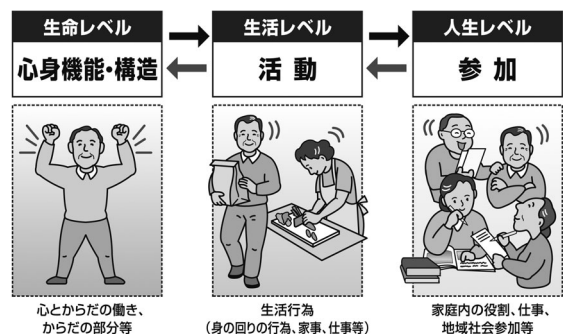 生命レベル
心身機能・構造
心とからだの働き、
からだの部分等
生活レベル
活動
生活行為
（身の回りの行為、家事、仕事等）
人生レベル
参加
家庭内の役割、仕事、
地域社会参加等